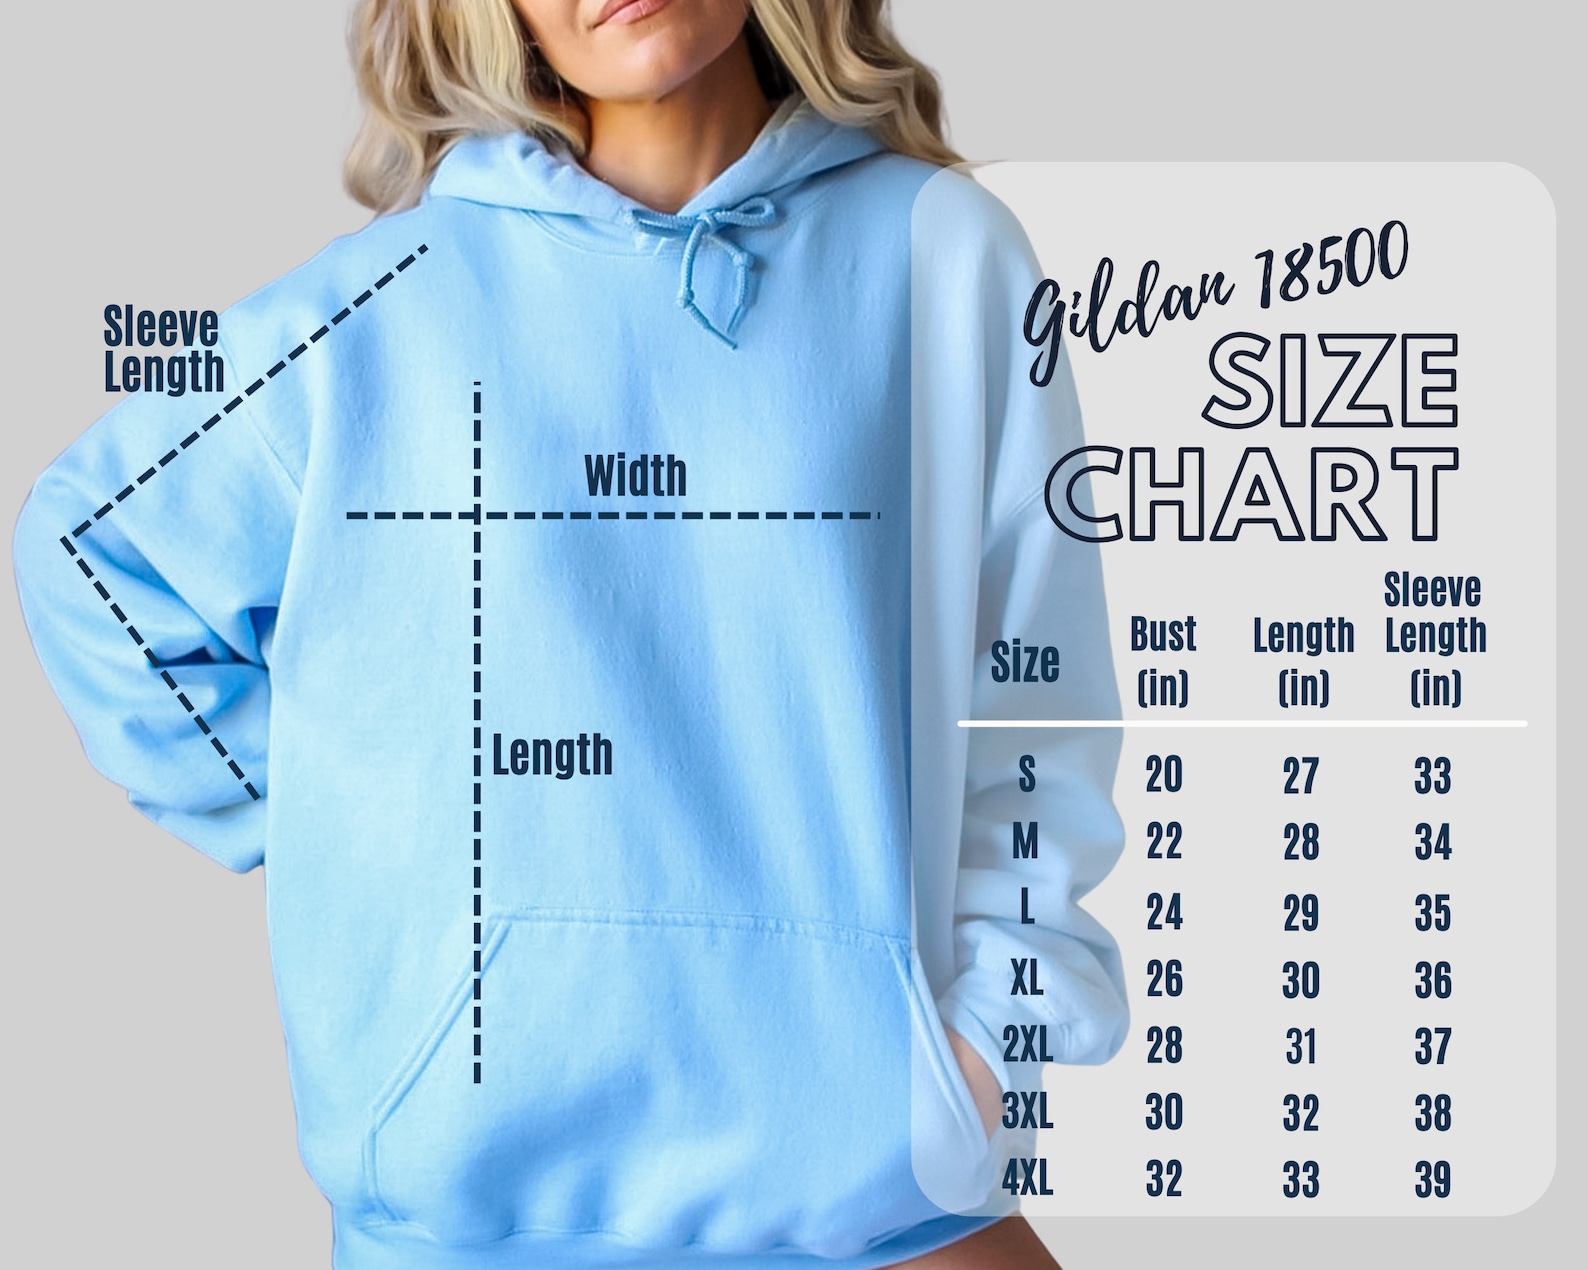 Sleeve
Length
Width
Length
Gildan 18500
SIZE
CHART
Size Bust (in) Length (in) Sleeve Length (in)
S 20 27 33
M 22 28 34
L 24 29 35
XL 26 30 36
2XL 28 31 37
3XL 30 32 38
4XL 32 33 39